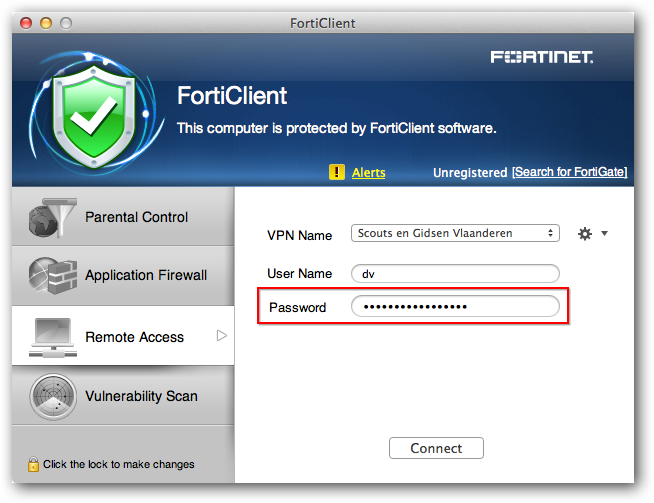 FortiClient
FORTINET
FortiClient
This computer is protected by FortiClient software.
! Alerts
Unregistered [Search for FortiGate]
Parental Control
Application Firewall
Remote Access
Vulnerability Scan
Click the lock to make changes
VPN Name Scouts en Gidsen Vlaanderen
User Name dv
Password •••••••••••••••••
Connect